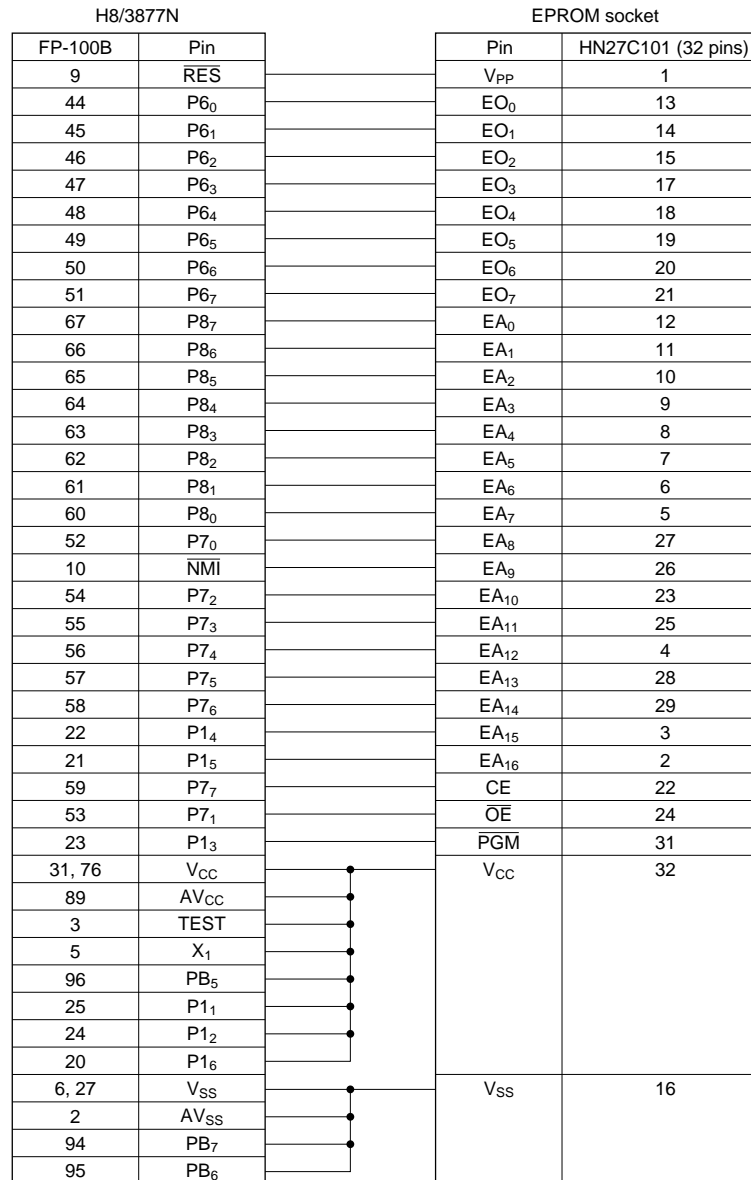 H8/3877N EPROM socket
FP-100B Pin Pin HN27C101 (32 pins)
9 R̅E̅S̅ VPP 1
44 P6₀ EO₀ 13
45 P6₁ EO₁ 14
46 P6₂ EO₂ 15
47 P6₃ EO₃ 17
48 P6₄ EO₄ 18
49 P6₅ EO₅ 19
50 P6₆ EO₆ 20
51 P6₇ EO₇ 21
67 P8₇ EA₀ 12
66 P8₆ EA₁ 11
65 P8₅ EA₂ 10
64 P8₄ EA₃ 9
63 P8₃ EA₄ 8
62 P8₂ EA₅ 7
61 P8₁ EA₆ 6
60 P8₀ EA₇ 5
52 P7₀ EA₈ 27
10 N̅M̅I̅ EA₉ 26
54 P7₂ EA₁₀ 23
55 P7₃ EA₁₁ 25
56 P7₄ EA₁₂ 4
57 P7₅ EA₁₃ 28
58 P7₆ EA₁₄ 29
22 P1₄ EA₁₅ 3
21 P1₅ EA₁₆ 2
59 P7₇ CE 22
53 P7₁ O̅E̅ 24
23 P1₃ P̅G̅M̅ 31
31, 76 VCC VCC 32
89 AVCC
3 TEST
5 X₁
96 PB₅
25 P1₁
24 P1₂
20 P1₆
6, 27 VSS VSS 16
2 AVSS
94 PB₇
95 PB₆